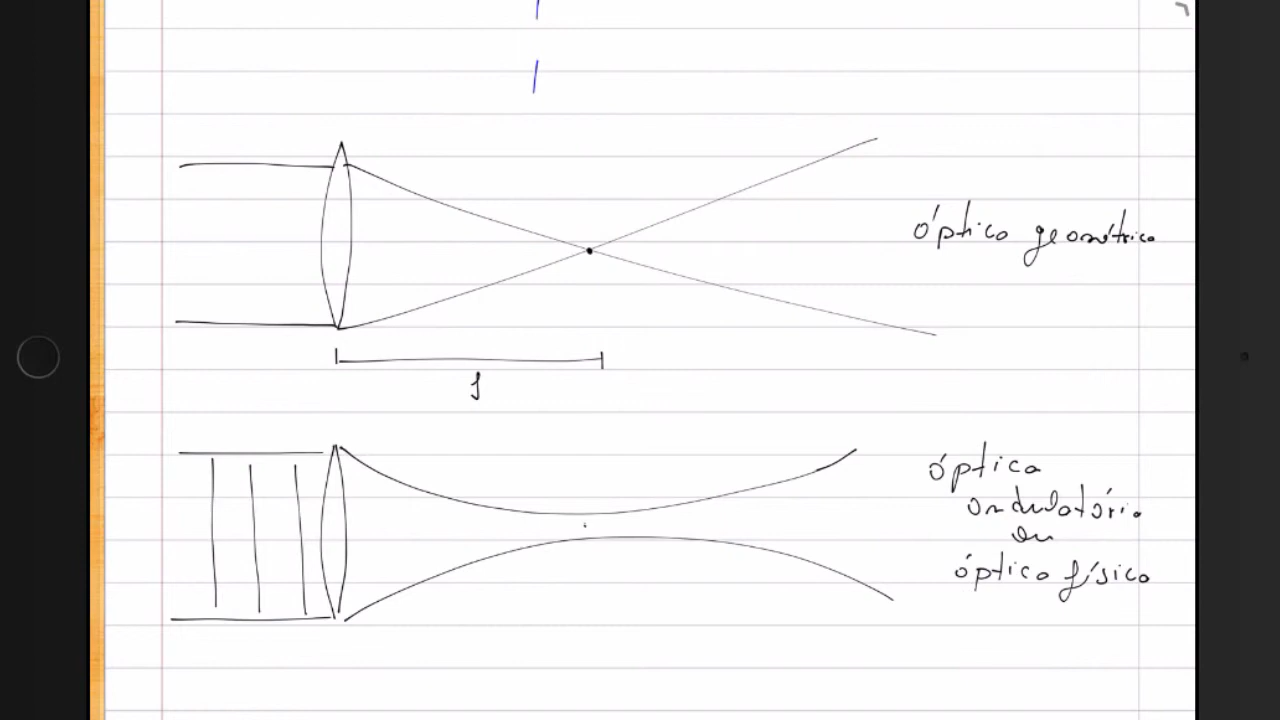 óptica geométrica
f
óptica
ondulatória
ou
óptica física